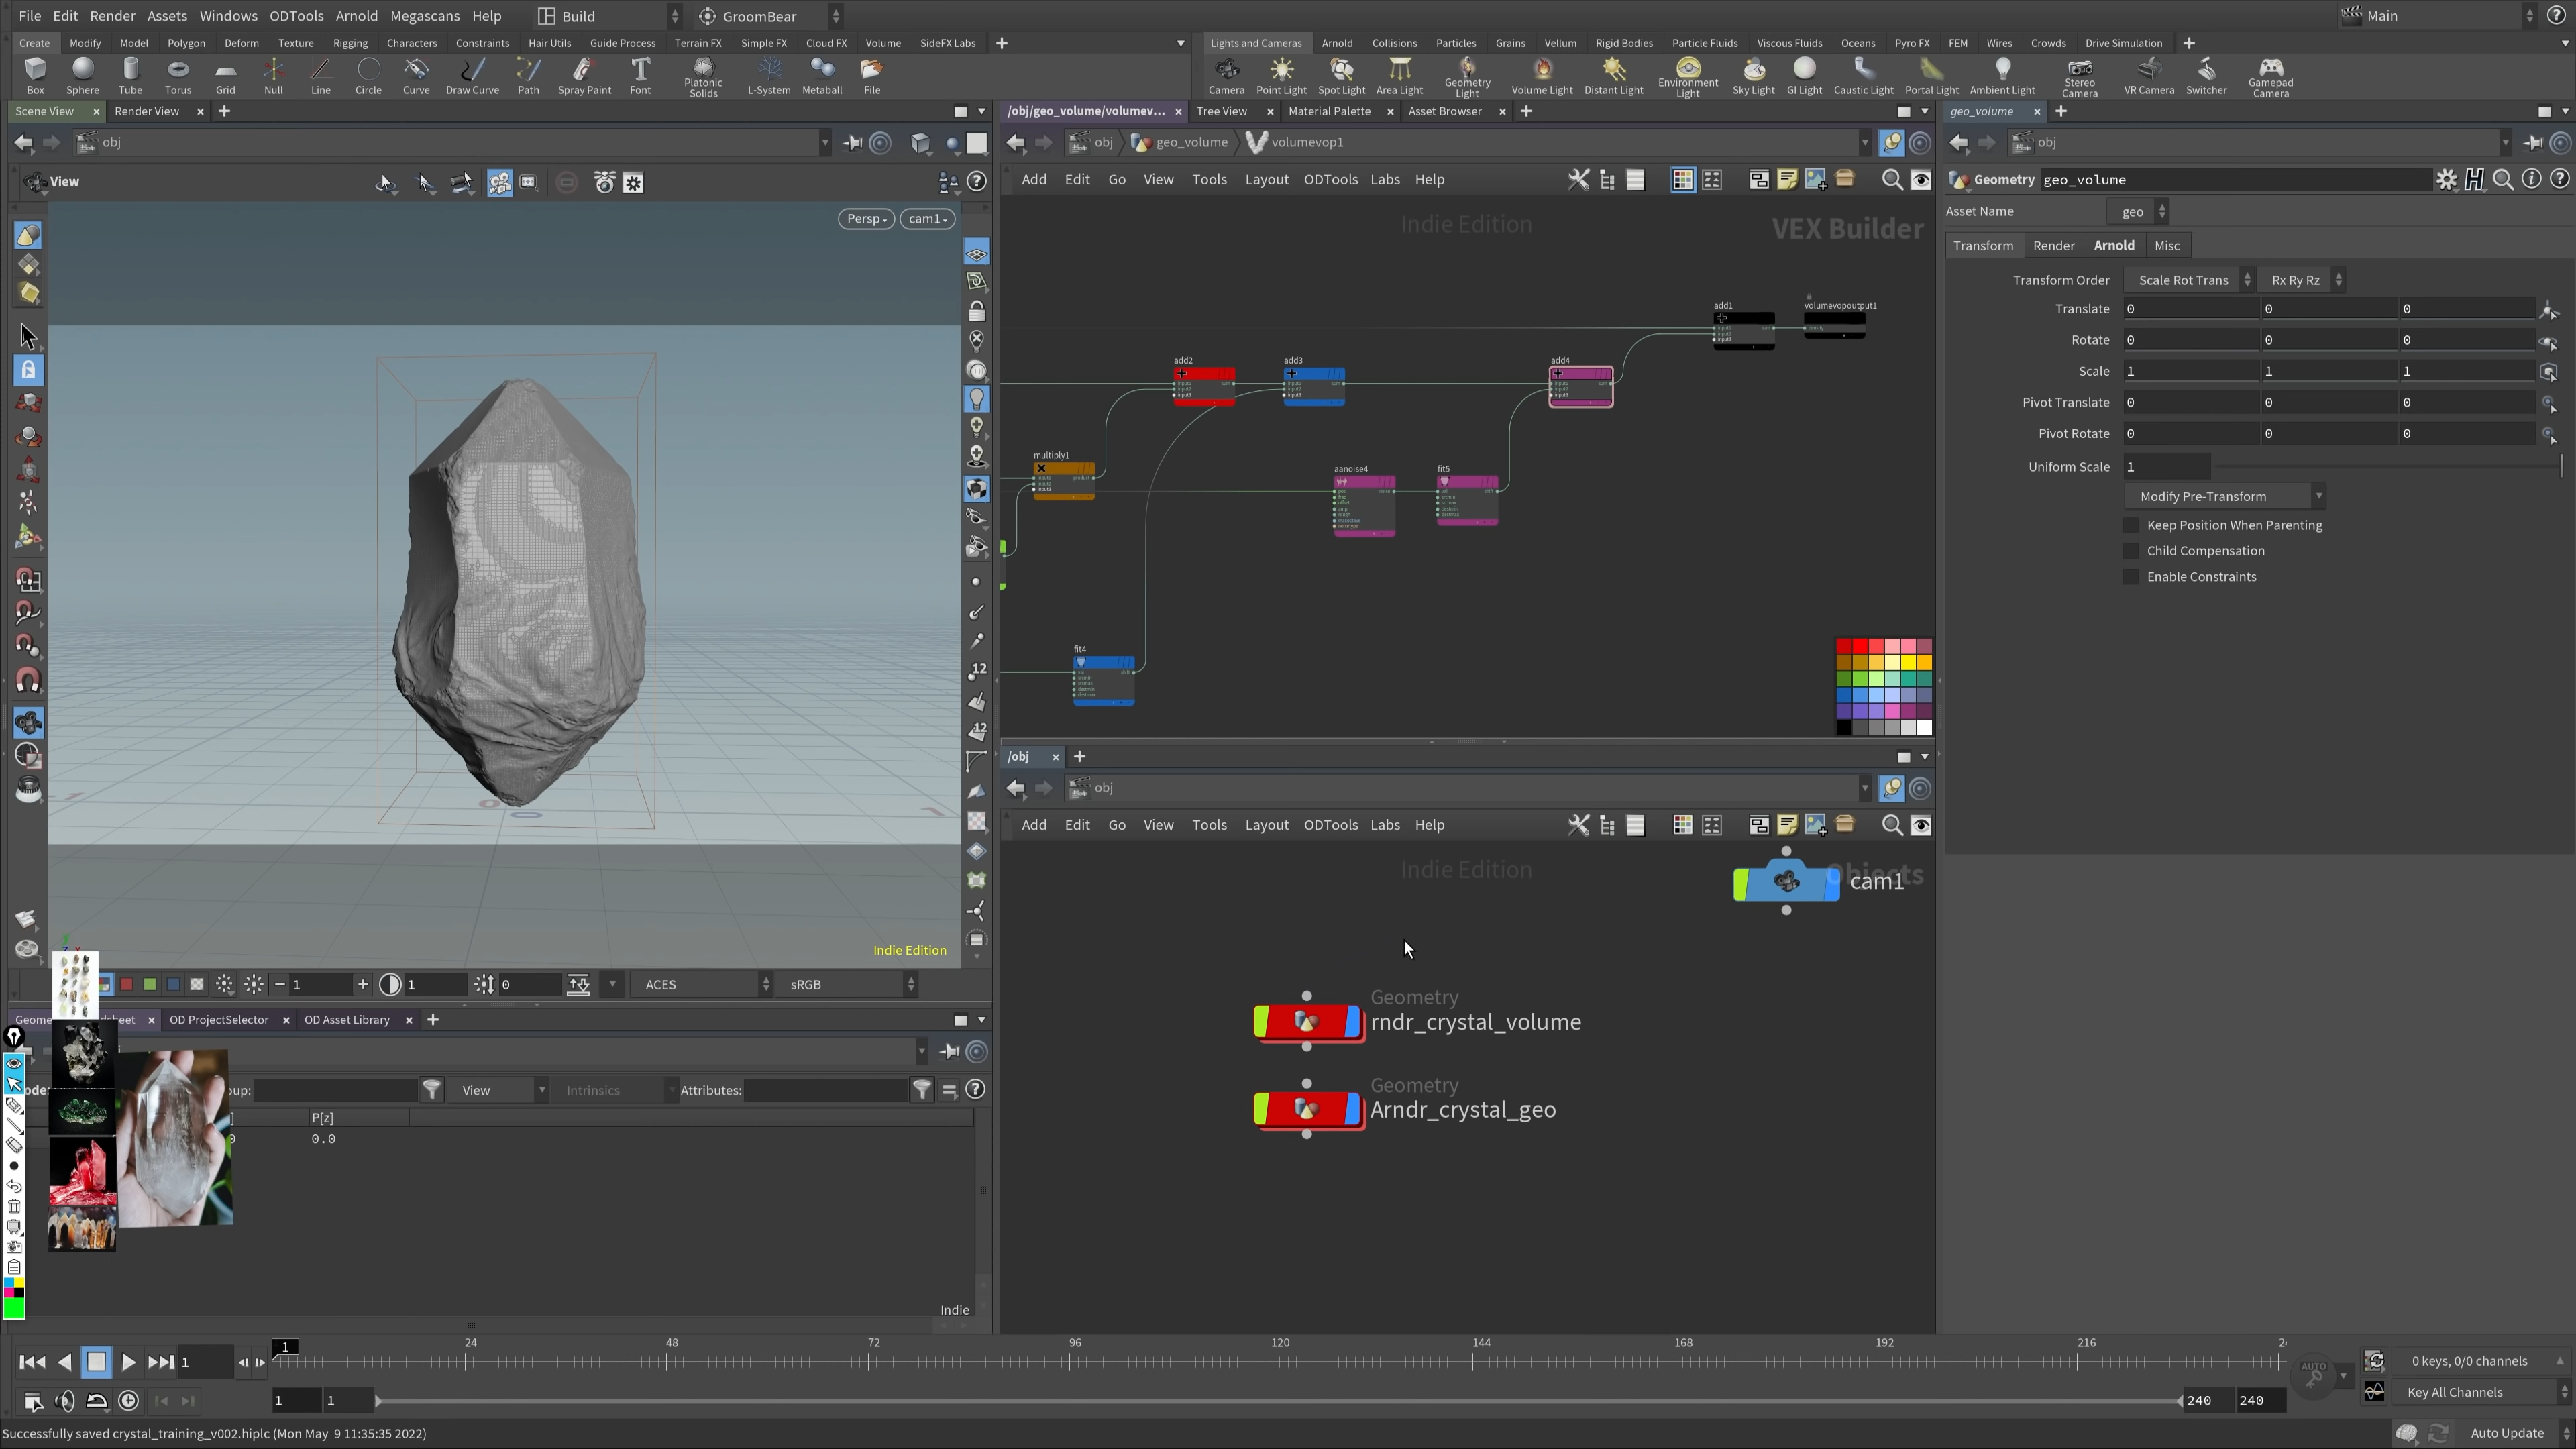 File Edit Render Assets Windows ODTools Arnold Megascans Help Build GroomBear Main
Create Modify Model Polygon Deform Texture Rigging Characters Constraints Hair Utils Guide Process Terrain FX Simple FX Cloud FX Volume SideFX Labs
Lights and Cameras Arnold Collisions Particles Grains Vellum Rigid Bodies Particle Fluids Viscous Fluids Oceans Pyro FX FEM Wires Crowds Drive Simulation
Box Sphere Tube Torus Grid Null Line Circle Curve Draw Curve Path Spray Paint Font Platonic Solids L-System Metaball File
Camera Point Light Spot Light Area Light Geometry Light Volume Light Distant Light Environment Light Sky Light GI Light Caustic Light Portal Light Ambient Light Stereo Camera VR Camera Switcher Gamepad Camera
Scene View Render View
obj
View
Persp cam1
12
12
Indie Edition
1 1 0 ACES sRGB
/obj/geo_volume/volumev... Tree View Material Palette Asset Browser
obj geo_volume volumevop1
Add Edit Go View Tools Layout ODTools Labs Help
Indie Edition
VEX Builder
add1 volumevopoutput1
add2 add3 add4
multiply1
aanoise4 fit5
fit4
/obj
obj
Add Edit Go View Tools Layout ODTools Labs Help
Indie Edition
Objects
cam1
Geometry
rndr_crystal_volume
Geometry
Arndr_crystal_geo
geo_volume
obj
Geometry geo_volume
Asset Name geo
Transform Render Arnold Misc
Transform Order Scale Rot Trans Rx Ry Rz
Translate 0 0 0
Rotate 0 0 0
Scale 1 1 1
Pivot Translate 0 0 0
Pivot Rotate 0 0 0
Uniform Scale 1
Modify Pre-Transform
Keep Position When Parenting
Child Compensation
Enable Constraints
OD ProjectSelector OD Asset Library
View Intrinsics Attributes:
P[z]
0.0
Indie
1 24 48 72 96 120 144 168 192 216
1
1 1 240 240
AUTO
0 keys, 0/0 channels
Key All Channels
Successfully saved crystal_training_v002.hiplc (Mon May 9 11:35:35 2022)
Auto Update